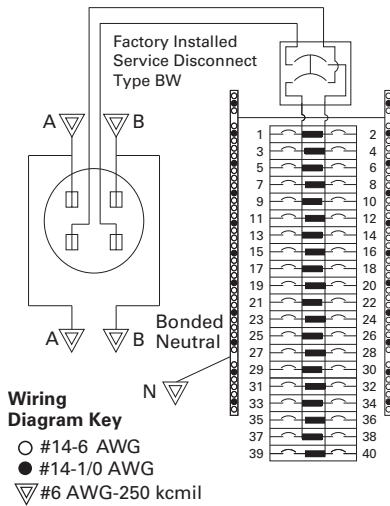 Factory Installed
Service Disconnect
Type BW
A B
1 2
3 4
5 6
7 8
9 10
11 12
13 14
15 16
17 18
19 20
21 22
23 24
25 26
27 28
29 30
31 32
33 34
35 36
37 38
39 40
A B
Bonded
Neutral
N
Wiring
Diagram Key
#14-6 AWG
#14-1/0 AWG
#6 AWG-250 kcmil